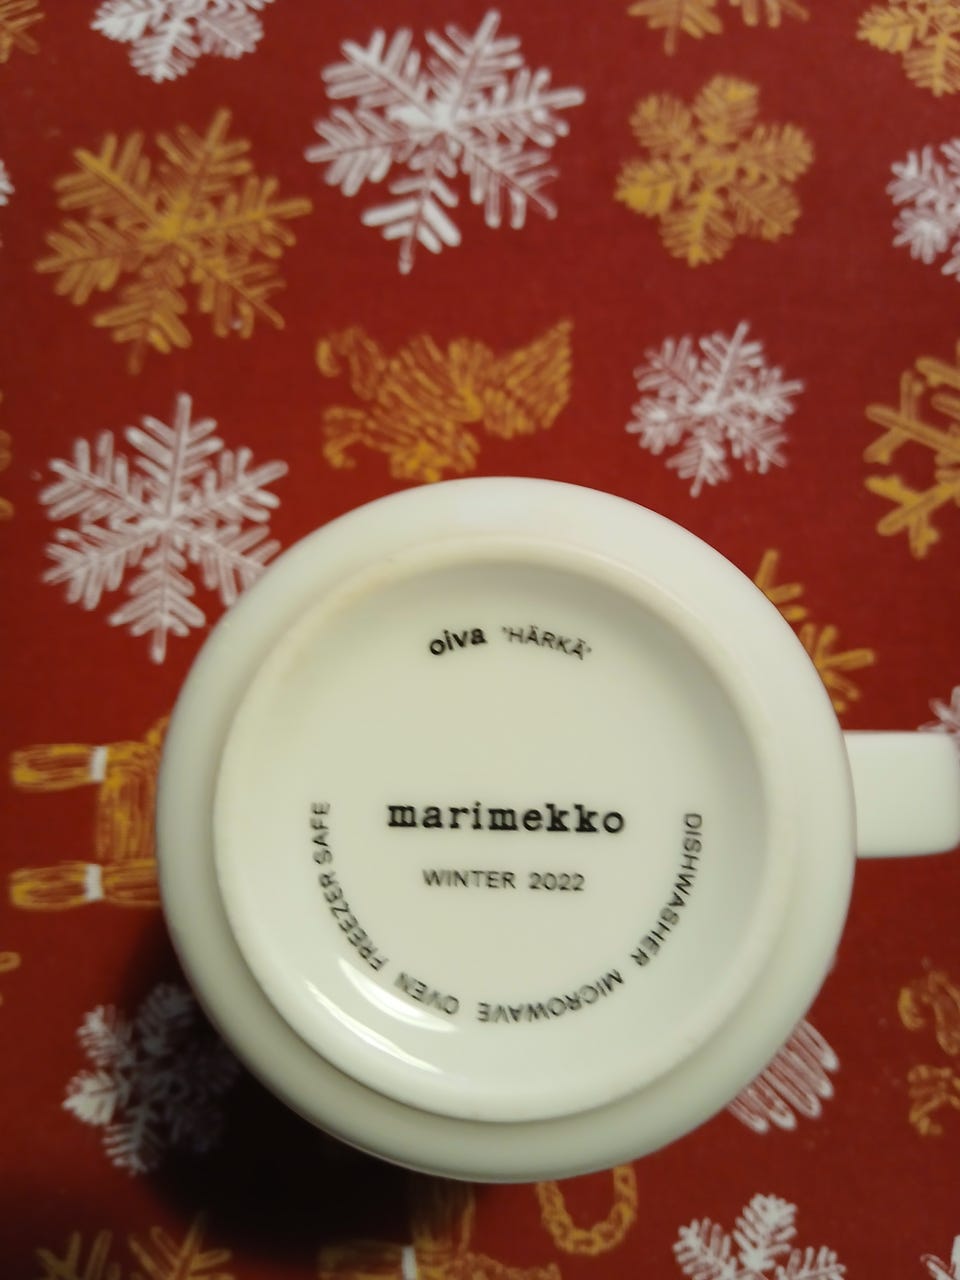 oiva 'HÄRKÄ'
marimekko
WINTER 2022
DISHWASHER MICROWAVE OVEN FREEZER SAFE